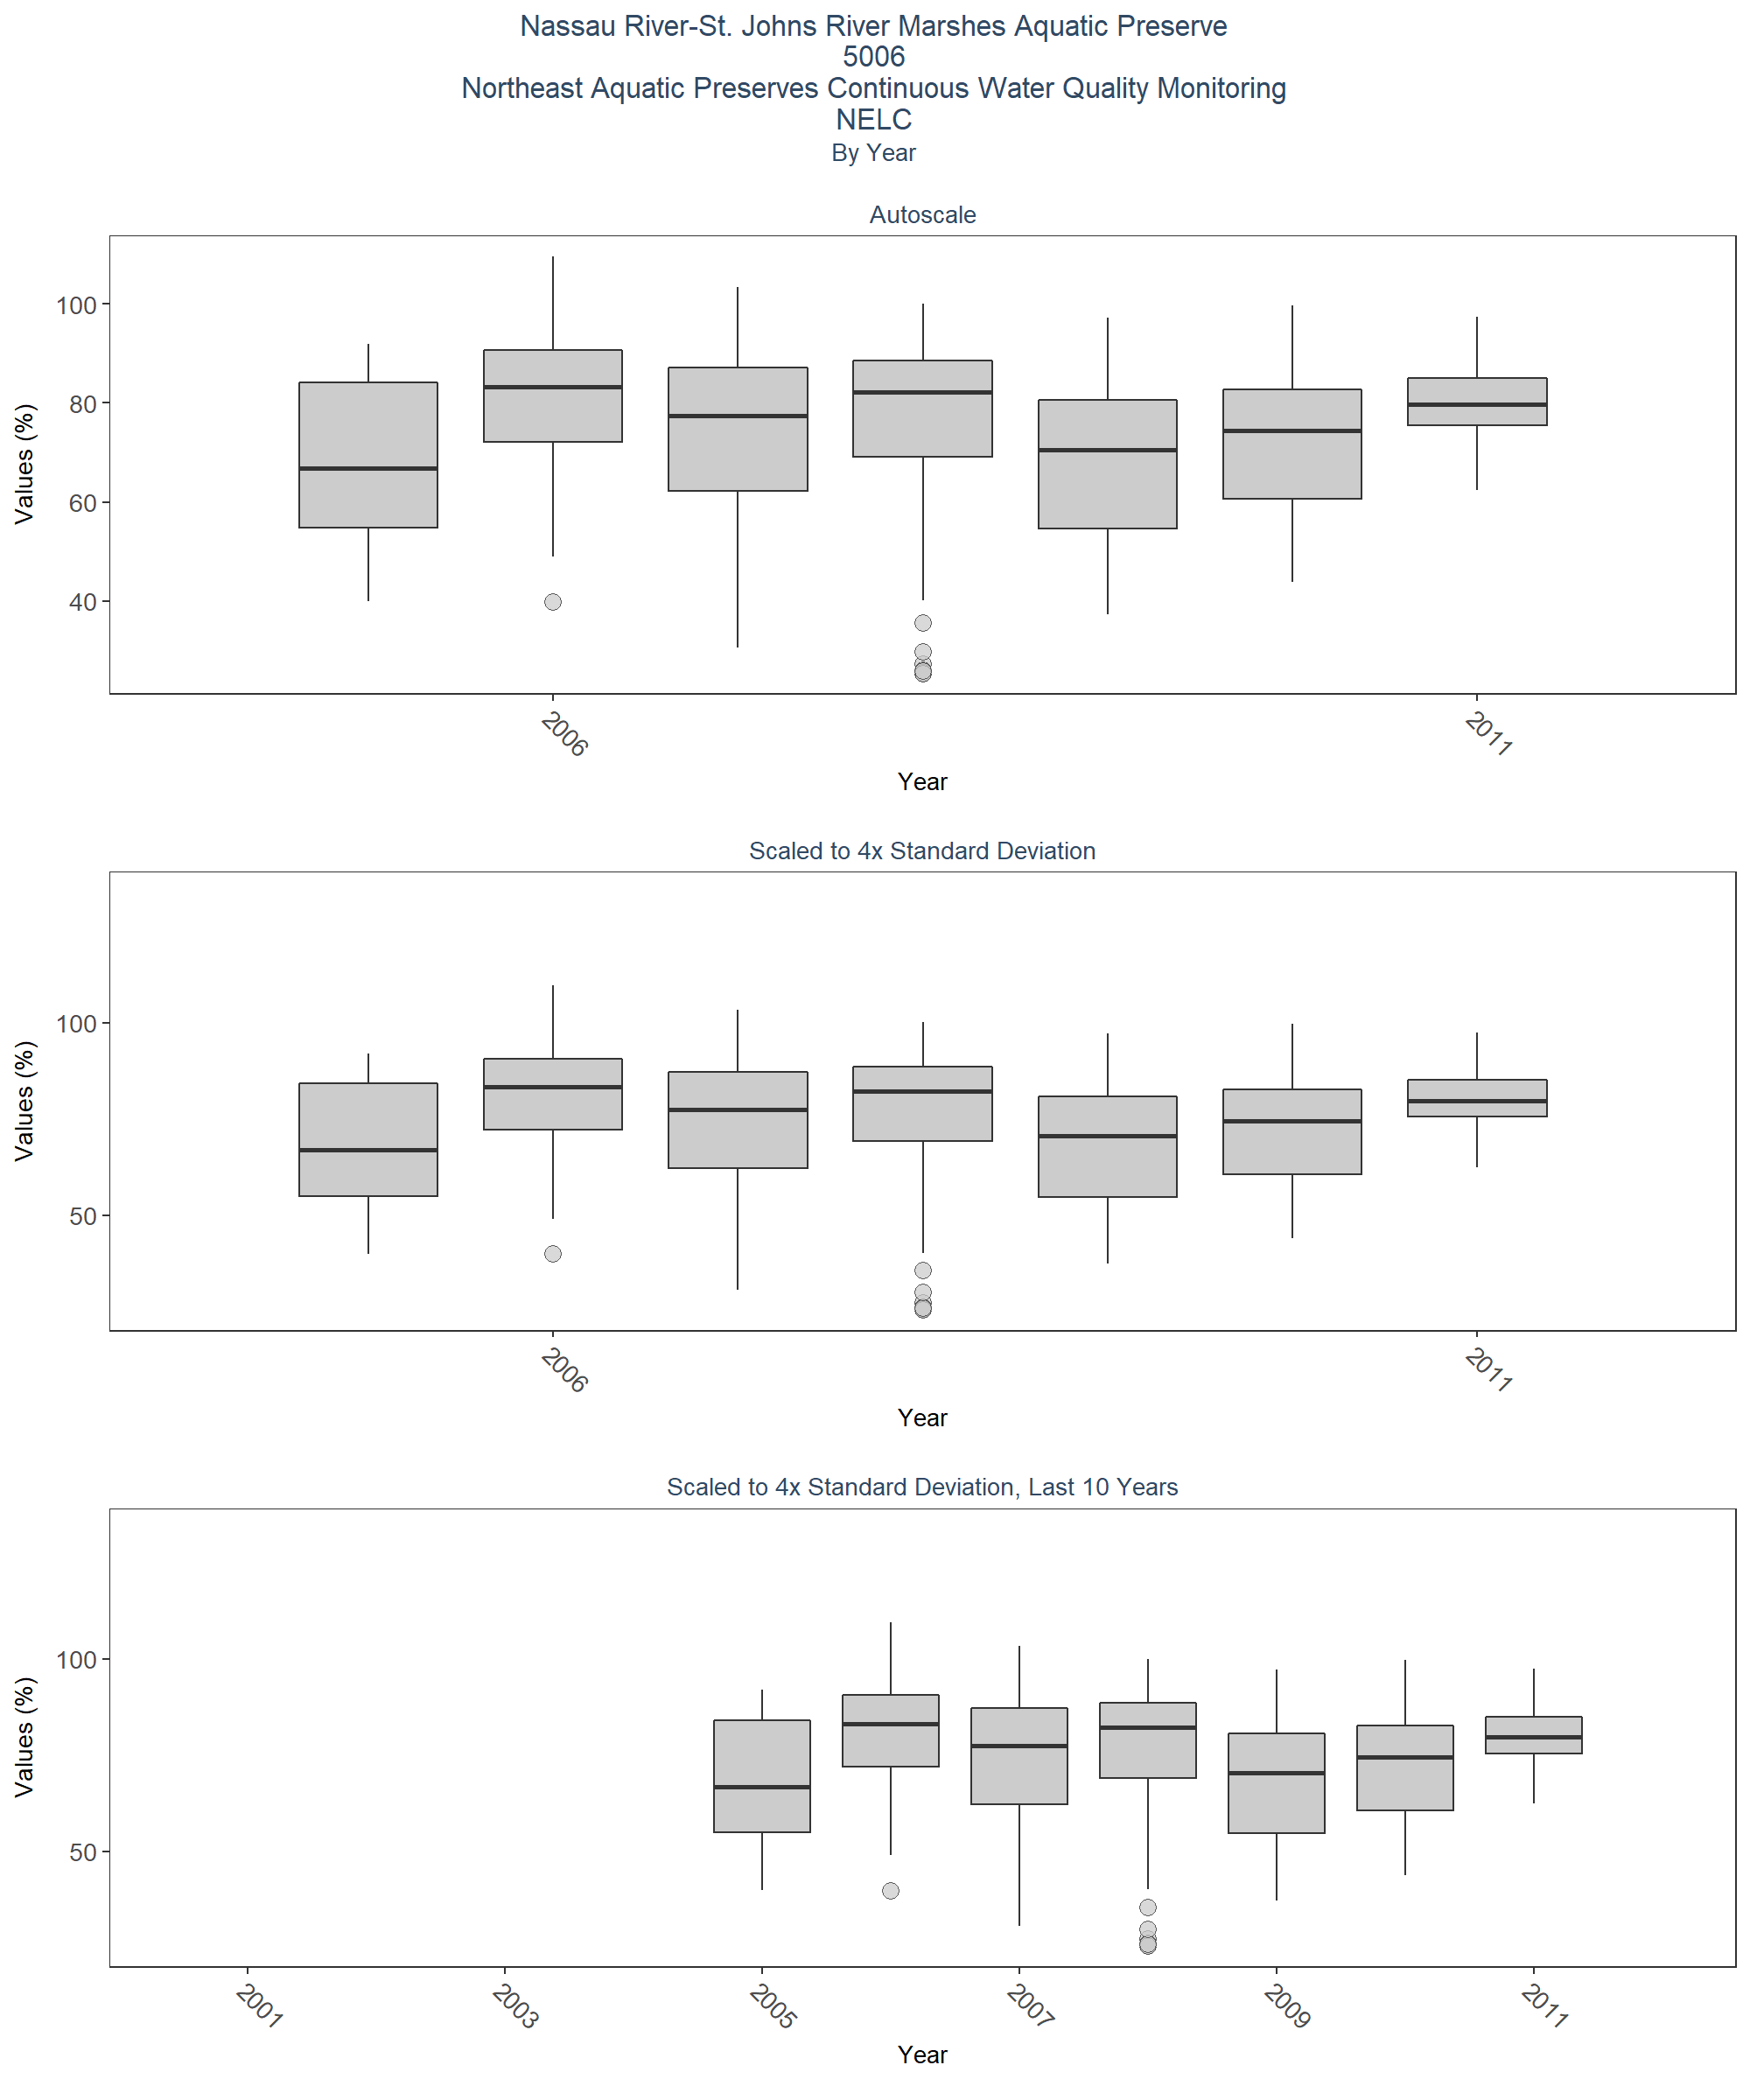 Nassau River-St. Johns River Marshes Aquatic Preserve
5006
Northeast Aquatic Preserves Continuous Water Quality Monitoring
NELC
By Year
Autoscale
Values (%)
100
80
60
40
2006
2011
Year
Scaled to 4x Standard Deviation
Values (%)
100
50
2006
2011
Year
Scaled to 4x Standard Deviation, Last 10 Years
Values (%)
100
50
2001
2003
2005
2007
2009
2011
Year